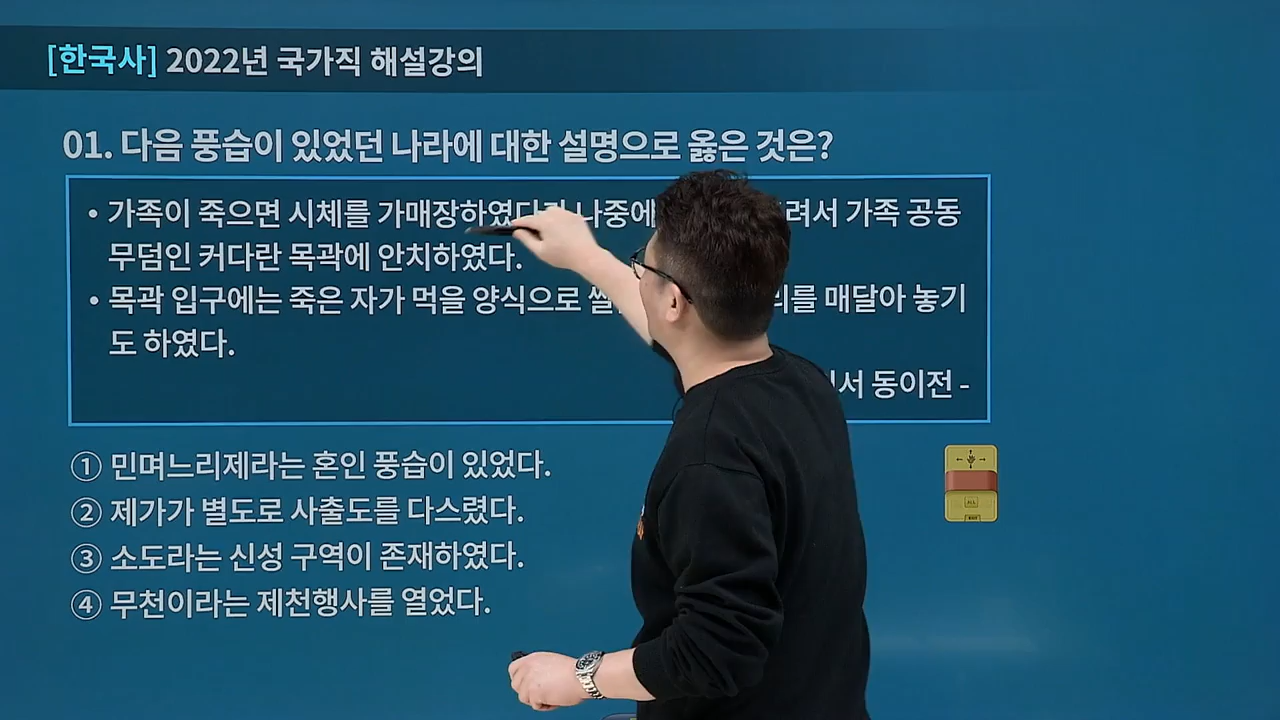 [한국사] 2022년 국가직 해설강의
01. 다음 풍습이 있었던 나라에 대한 설명으로 옳은 것은?
• 가족이 죽으면 시체를 가매장하였다가 나중에 가족 공동
무덤인 커다란 목곽에 안치하였다.
• 목곽 입구에는 죽은 자가 먹을 양식으로 매달아 놓기
도 하였다.
동이전 -
① 민며느리제라는 혼인 풍습이 있었다.
② 제가가 별도로 사출도를 다스렸다.
③ 소도라는 신성 구역이 존재하였다.
④ 무천이라는 제천행사를 열었다.
ALL